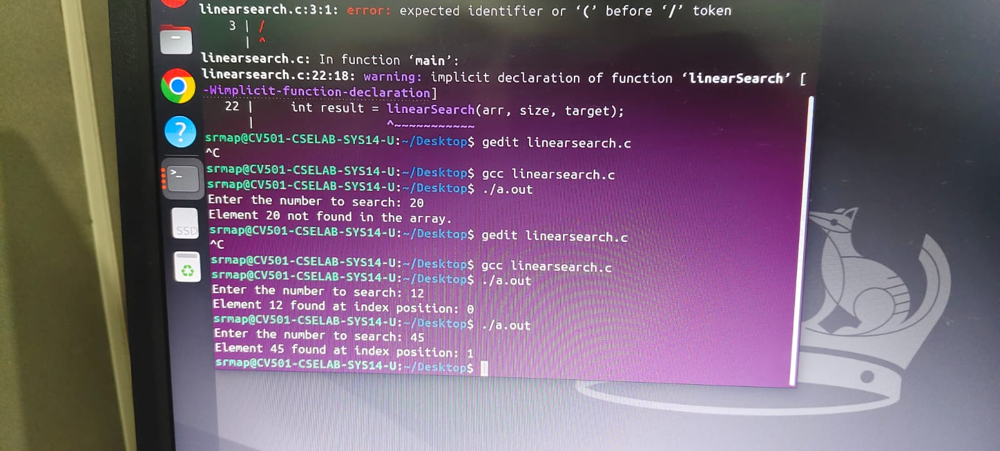 linearsearch.c:3:1: error: expected identifier or ‘(’ before ‘/’ token
3 | /
| ^
linearsearch.c: In function ‘main’:
linearsearch.c:22:18: warning: implicit declaration of function ‘linearSearch’ [
-Wimplicit-function-declaration]
22 | int result = linearSearch(arr, size, target);
| ^~~~~~~~~~~~
srmap@CV501-CSELAB-SYS14-U:~/Desktop$ gedit linearsearch.c
^C
srmap@CV501-CSELAB-SYS14-U:~/Desktop$ gcc linearsearch.c
srmap@CV501-CSELAB-SYS14-U:~/Desktop$ ./a.out
Enter the number to search: 20
Element 20 not found in the array.
srmap@CV501-CSELAB-SYS14-U:~/Desktop$ gedit linearsearch.c
^C
srmap@CV501-CSELAB-SYS14-U:~/Desktop$ gcc linearsearch.c
srmap@CV501-CSELAB-SYS14-U:~/Desktop$ ./a.out
Enter the number to search: 12
Element 12 found at index position: 0
srmap@CV501-CSELAB-SYS14-U:~/Desktop$ ./a.out
Enter the number to search: 45
Element 45 found at index position: 1
srmap@CV501-CSELAB-SYS14-U:~/Desktop$
?
>_
SSD